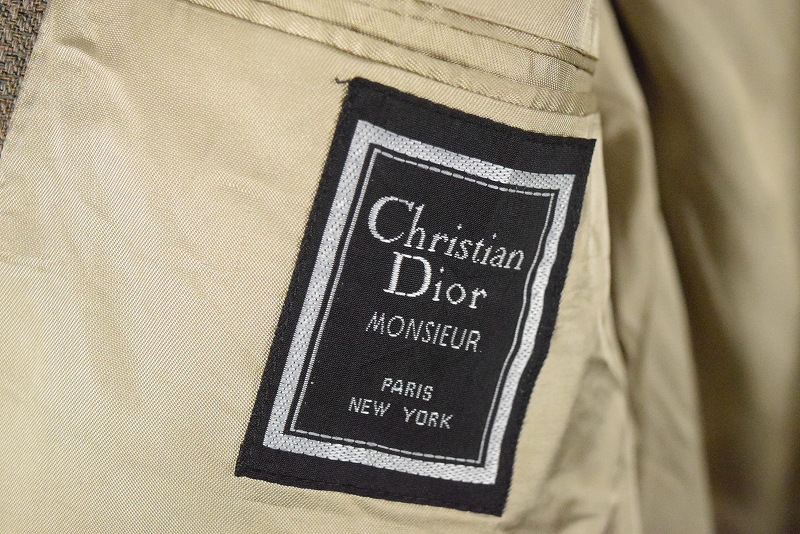 Christian
Dior
MONSIEUR
PARIS
NEW YORK